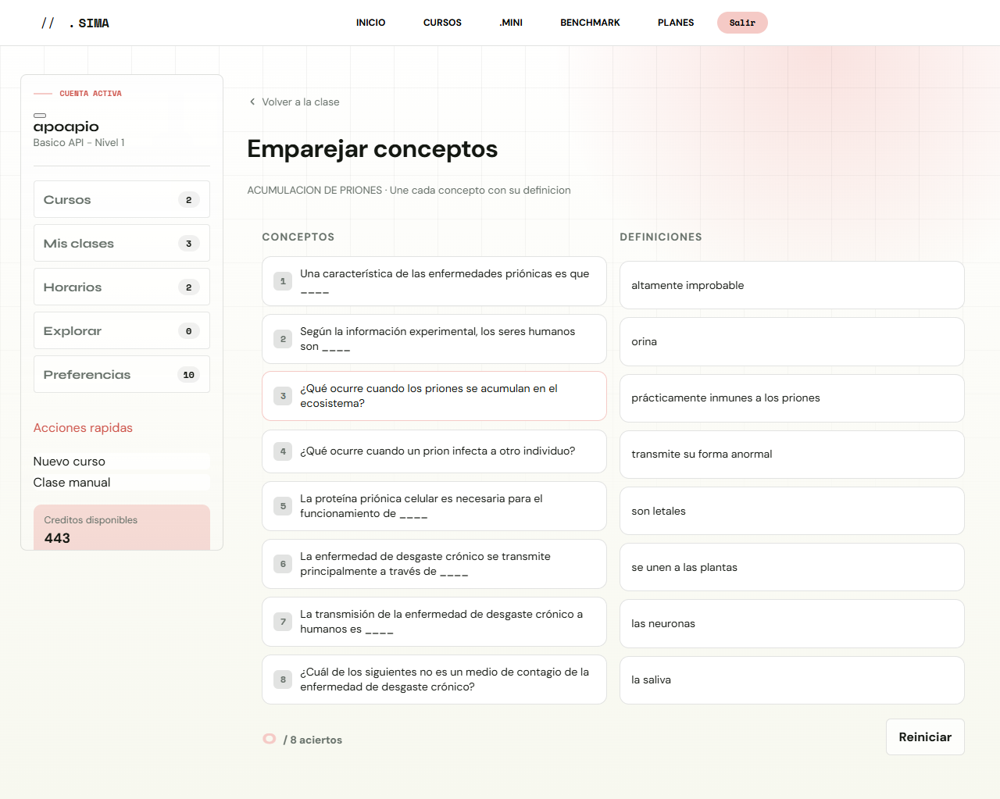 // .SIMA
INICIO
CURSOS
.MINI
BENCHMARK
PLANES
Salir
CUENTA ACTIVA
apoapio
Basico API - Nivel 1
Cursos 2
Mis clases 3
Horarios 2
Explorar 0
Preferencias 10
Acciones rapidas
Nuevo curso
Clase manual
Creditos disponibles
443
Volver a la clase
Emparejar conceptos
ACUMULACION DE PRIONES · Une cada concepto con su definicion
CONCEPTOS
1 Una característica de las enfermedades priónicas es que
____
2 Según la información experimental, los seres humanos
son ____
3 ¿Qué ocurre cuando los priones se acumulan en el
ecosistema?
4 ¿Qué ocurre cuando un prion infecta a otro individuo?
5 La proteína priónica celular es necesaria para el
funcionamiento de ____
6 La enfermedad de desgaste crónico se transmite
principalmente a través de ____
7 La transmisión de la enfermedad de desgaste crónico a
humanos es ____
8 ¿Cuál de los siguientes no es un medio de contagio de la
enfermedad de desgaste crónico?
DEFINICIONES
altamente improbable
orina
prácticamente inmunes a los priones
transmite su forma anormal
son letales
se unen a las plantas
las neuronas
la saliva
0 / 8 aciertos
Reiniciar